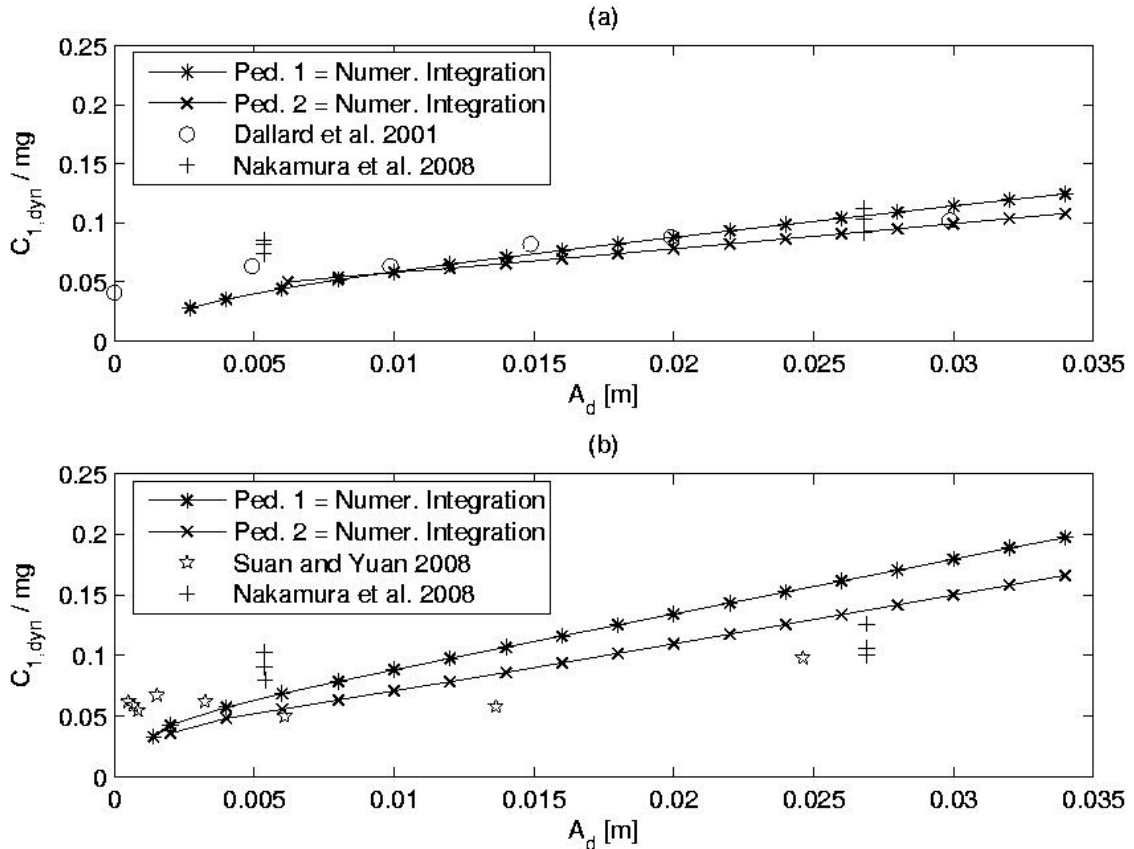 (a)
0.25
0.2
0.15
0.1
0.05
0
C1,dyn / mg
Ped. 1 = Numer. Integration
Ped. 2 = Numer. Integration
Dallard et al. 2001
Nakamura et al. 2008
0 0.005 0.01 0.015 0.02 0.025 0.03 0.035
Ad [m]
(b)
0.25
0.2
0.15
0.1
0.05
0
C1,dyn / mg
Ped. 1 = Numer. Integration
Ped. 2 = Numer. Integration
Suan and Yuan 2008
Nakamura et al. 2008
0 0.005 0.01 0.015 0.02 0.025 0.03 0.035
Ad [m]